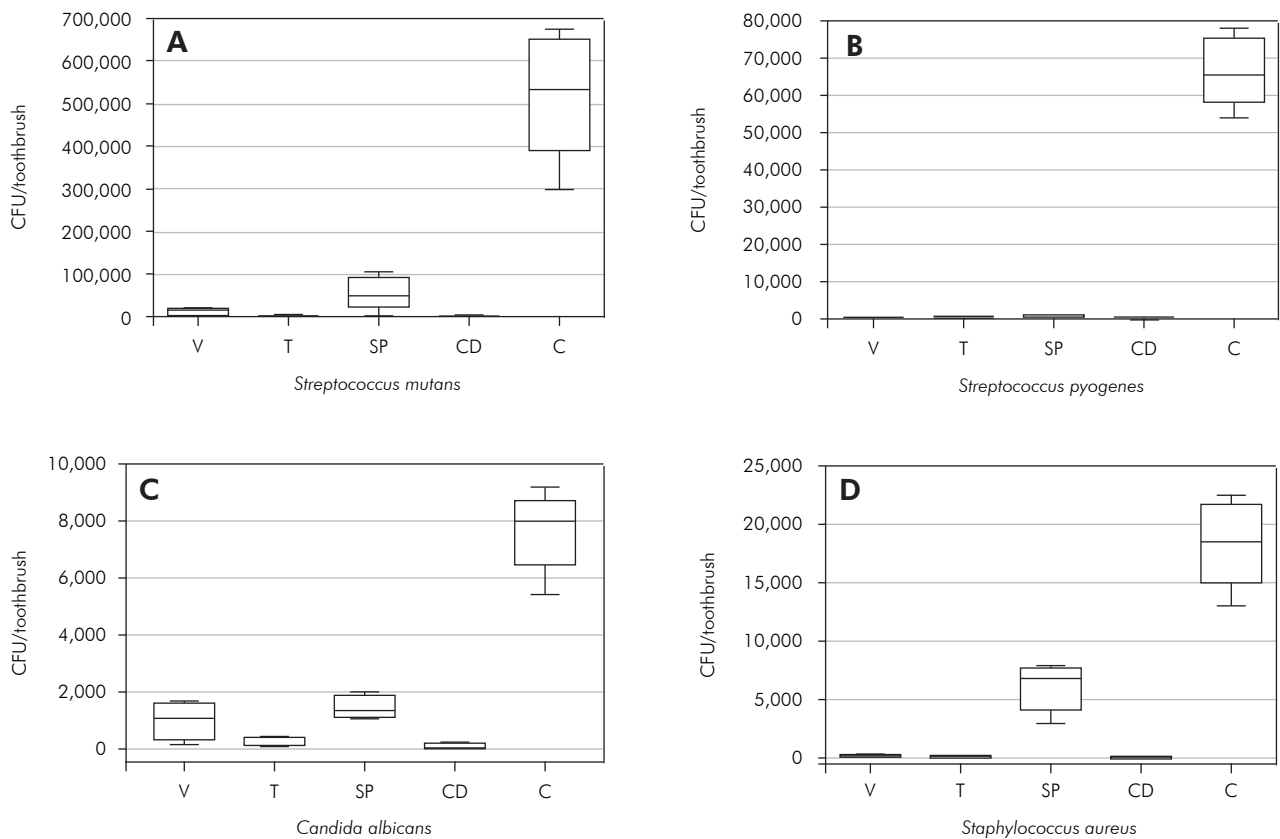 A
CFU/toothbrush
700,000
600,000
500,000
400,000
300,000
200,000
100,000
0
V T SP CD C
Streptococcus mutans
B
CFU/toothbrush
80,000
70,000
60,000
50,000
40,000
30,000
20,000
10,000
0
V T SP CD C
Streptococcus pyogenes
C
CFU/toothbrush
10,000
8,000
6,000
4,000
2,000
0
V T SP CD C
Candida albicans
D
CFU/toothbrush
25,000
20,000
15,000
10,000
5,000
0
V T SP CD C
Staphylococcus aureus